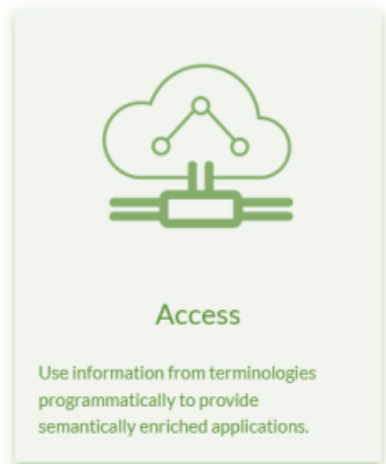 Access
Use information from terminologies
programmatically to provide
semantically enriched applications.